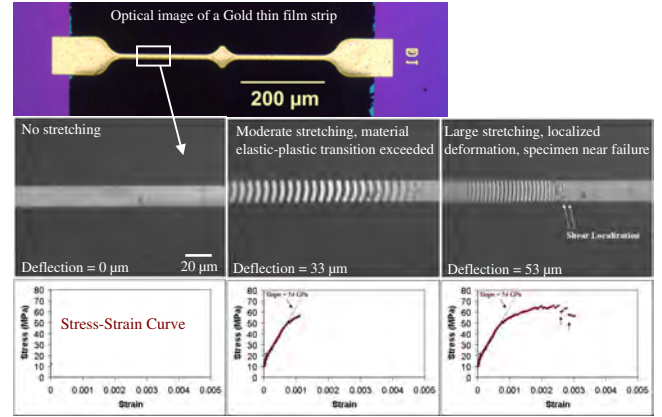 Optical image of a Gold thin film strip
200 µm
No stretching
Deflection = 0 µm
20 µm
Moderate stretching, material
elastic-plastic transition exceeded
Deflection = 33 µm
Large stretching, localized
deformation, specimen near failure
Shear Localization
Deflection = 53 µm
Stress (MPa)
80
70
60
50
40
30
20
10
0
Stress-Strain Curve
0 0.001 0.002 0.003 0.004 0.005
Strain
Stress (MPa)
80
70
60
50
40
30
20
10
0
Slope = 54 GPa
0 0.001 0.002 0.003 0.004 0.005
Strain
Stress (MPa)
80
70
60
50
40
30
20
10
0
Slope = 54 GPa
0 0.001 0.002 0.003 0.004 0.005
Strain